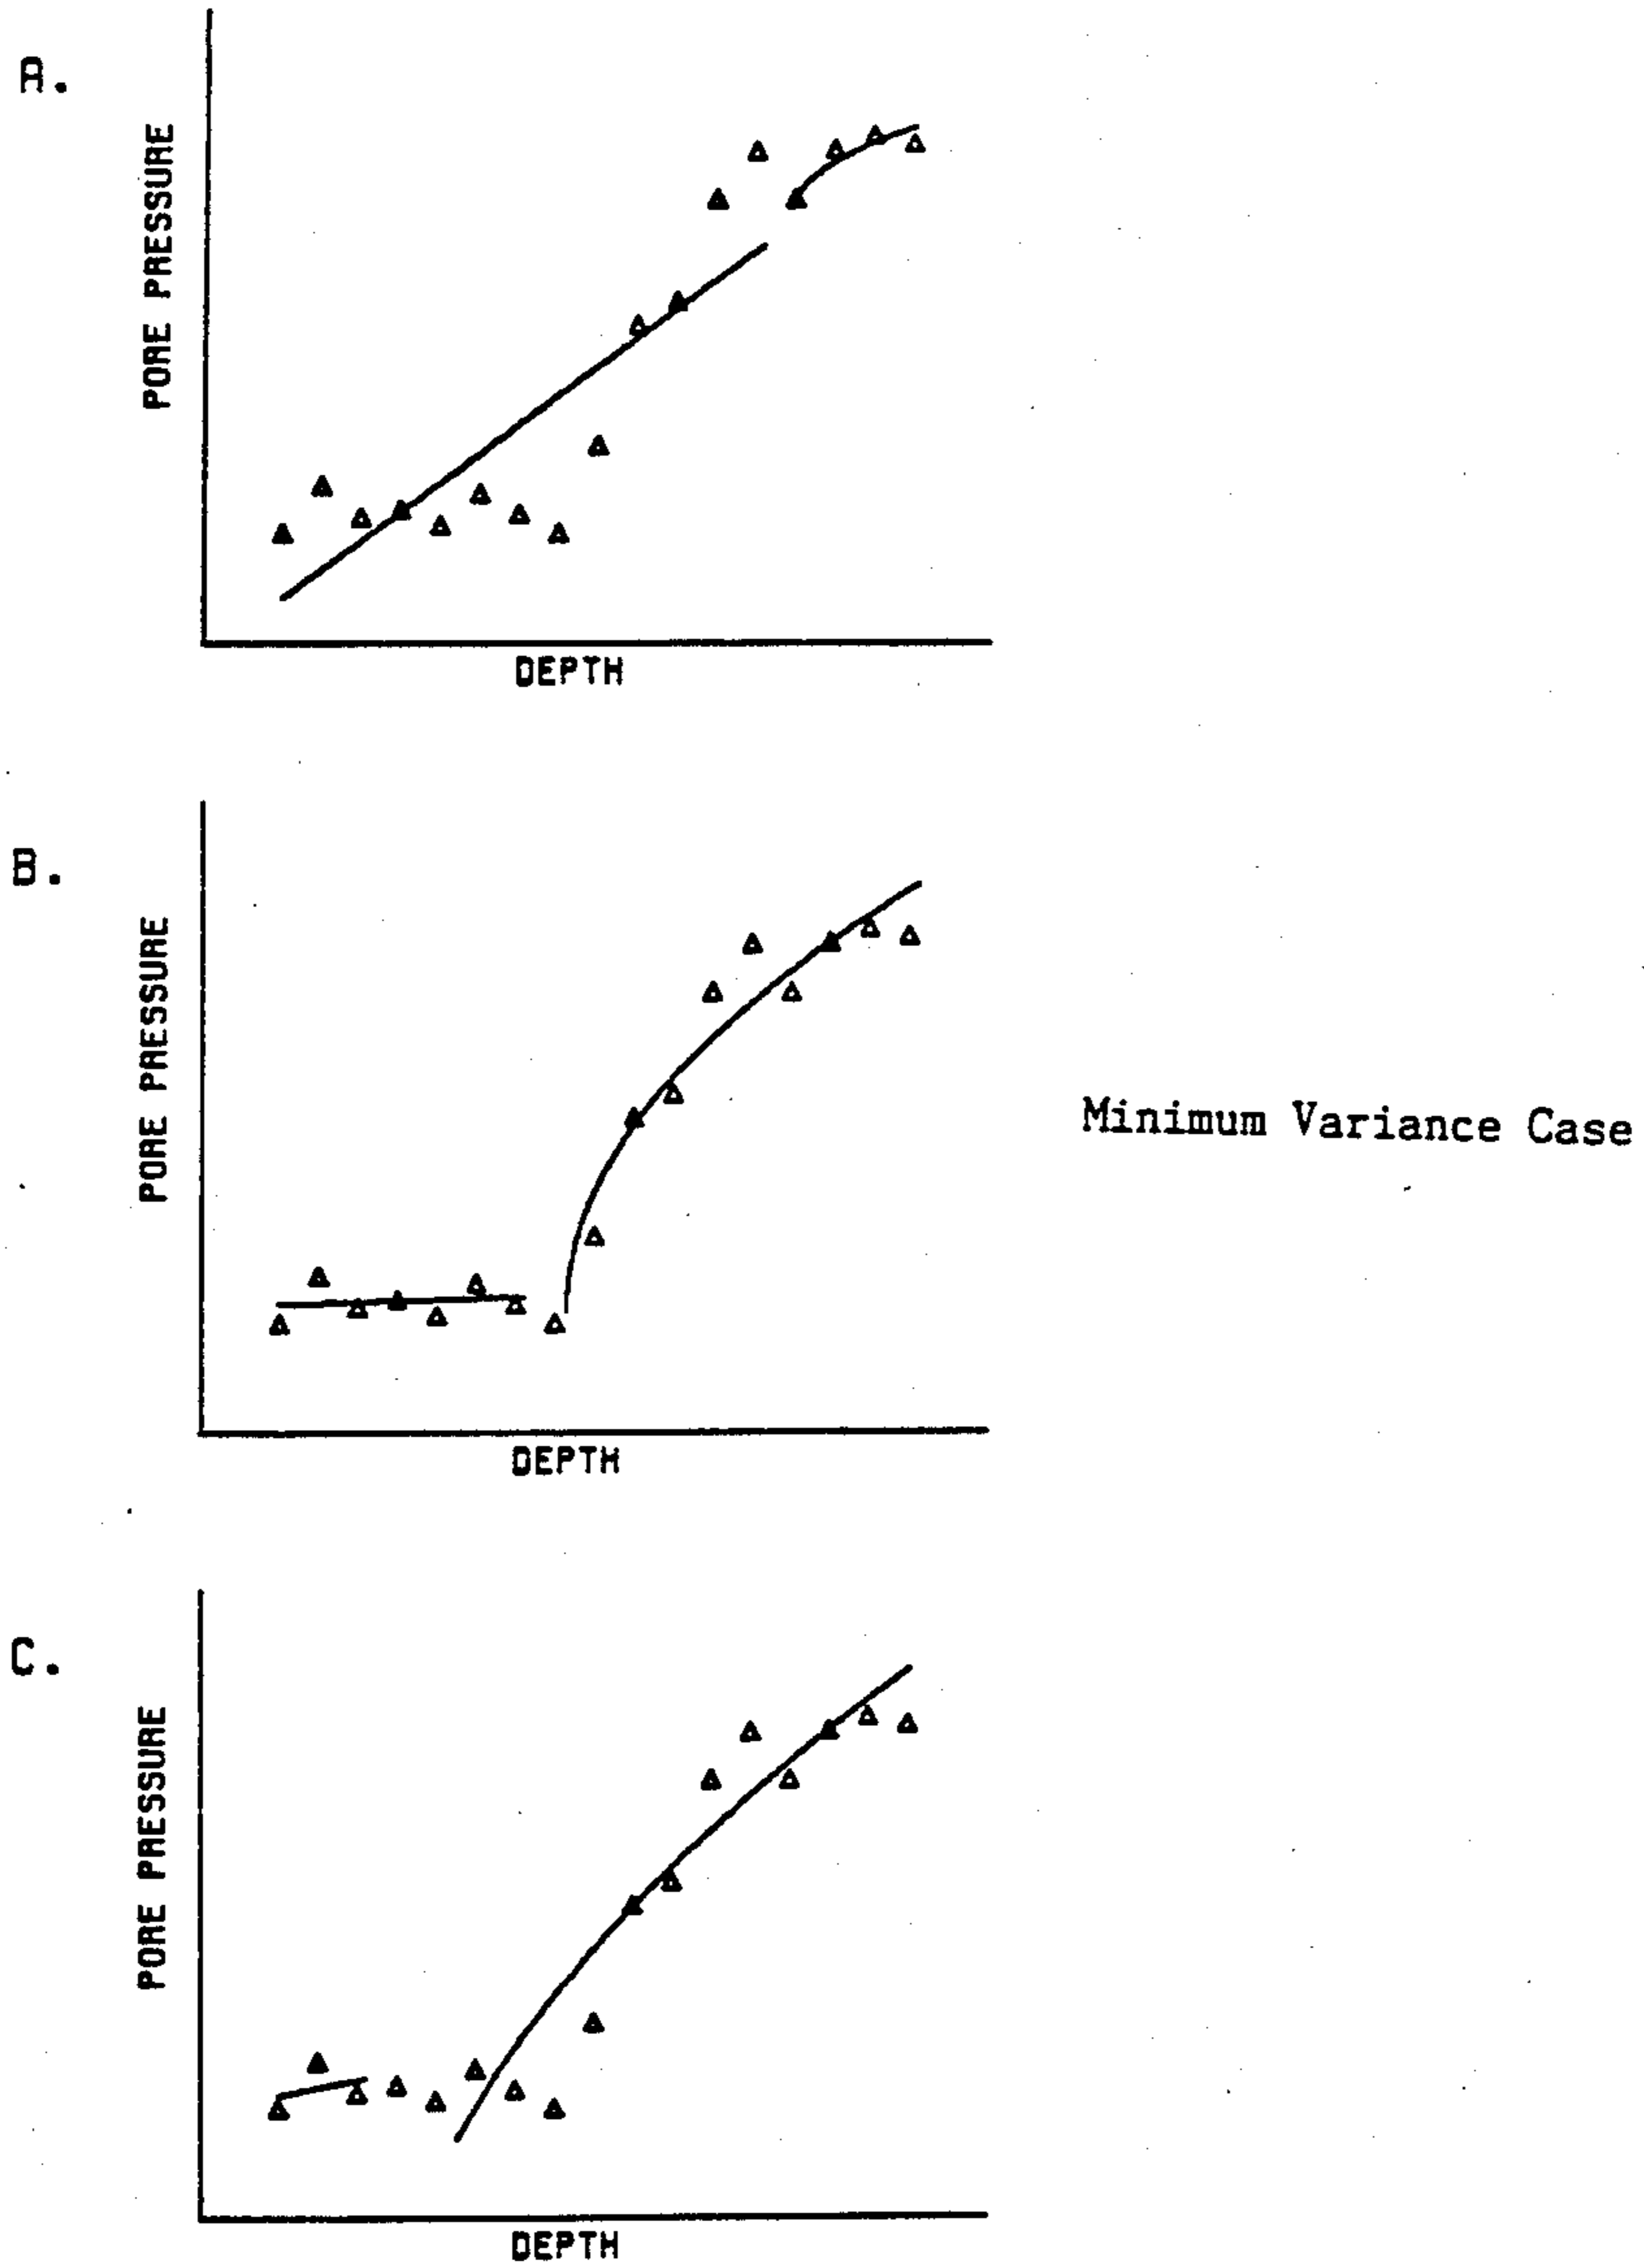 A.
PORE PRESSURE
DEPTH
B.
PORE PRESSURE
DEPTH
Minimum Variance Case
C.
PORE PRESSURE
DEPTH